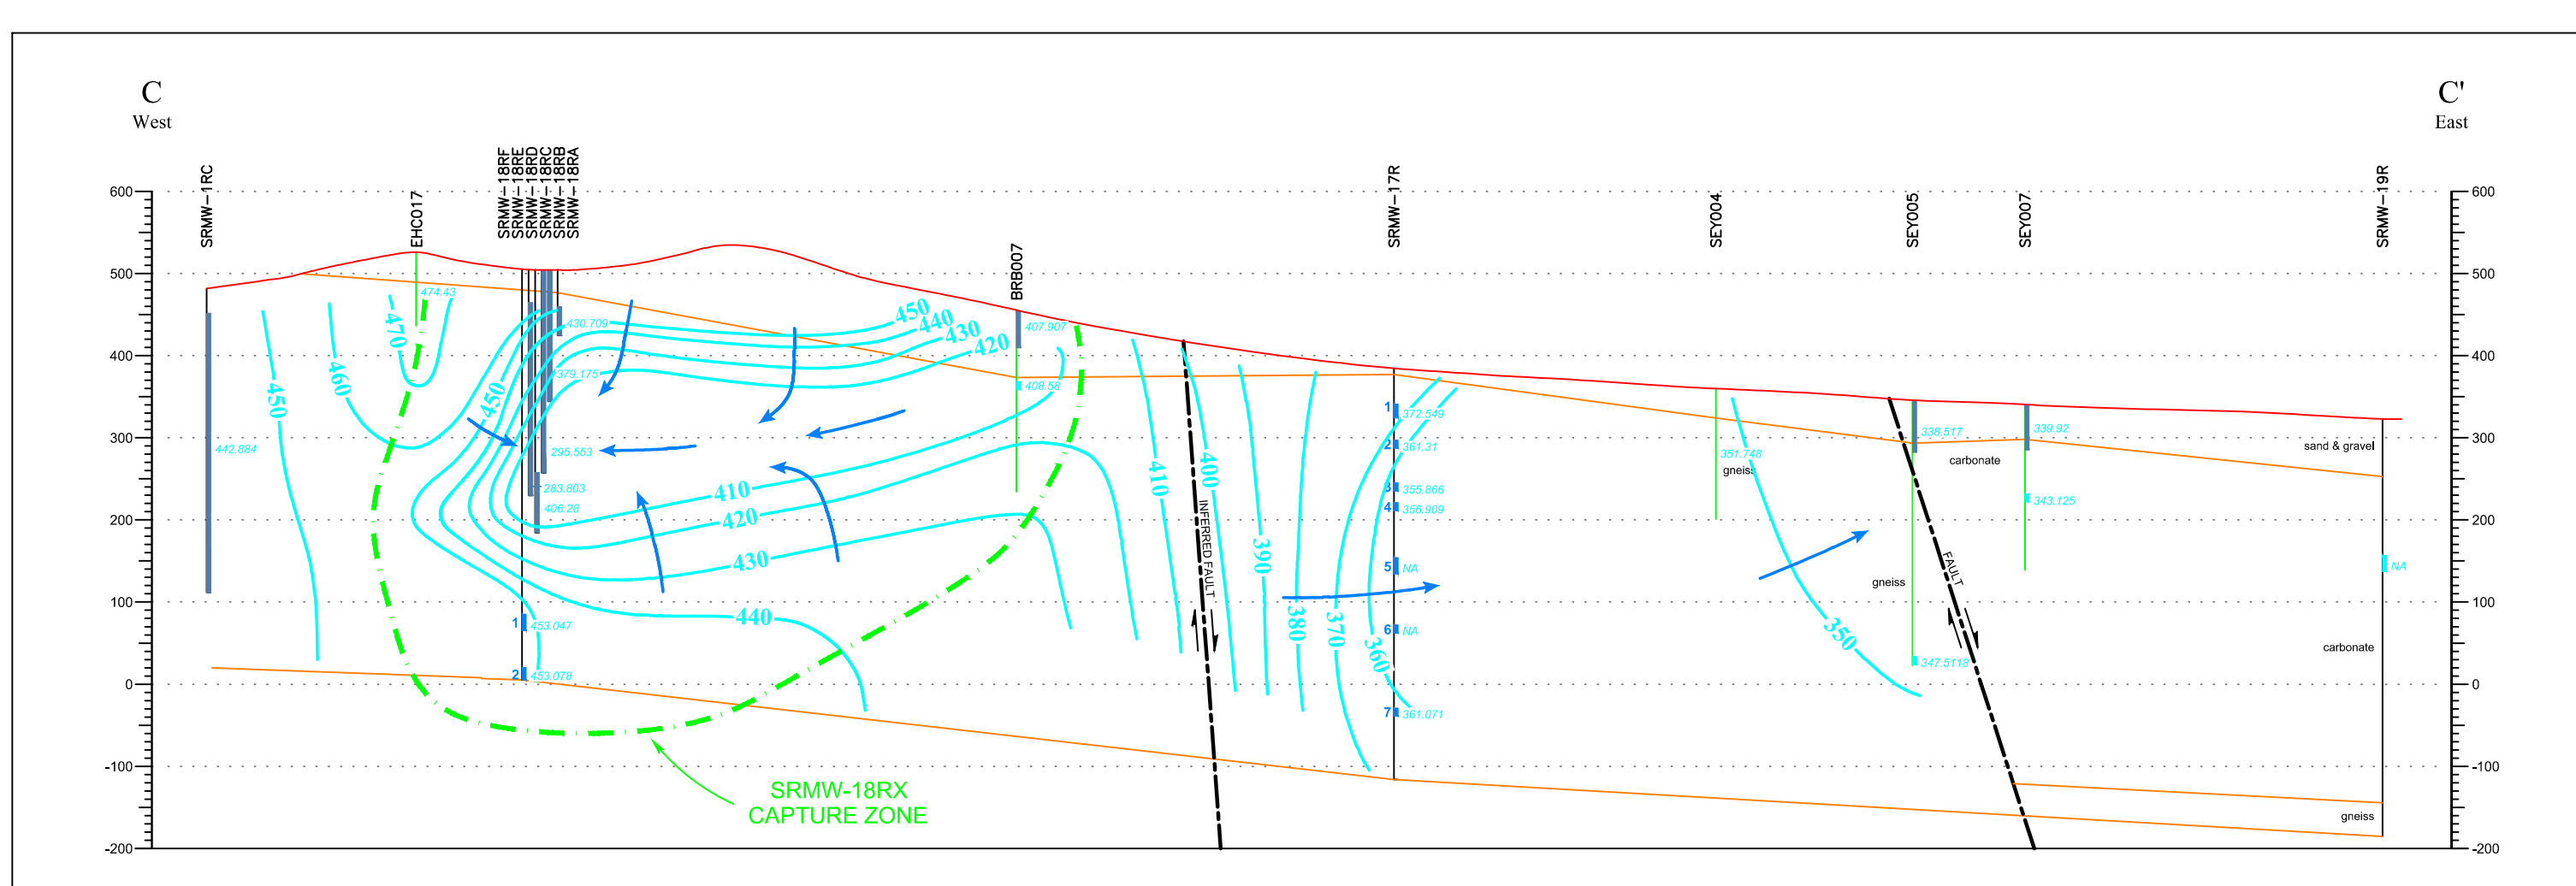 C
West
C'
East
SRMW-1RC
EHC017
SRMW-18RF
SRMW-18RE
SRMW-18RD
SRMW-18RC
SRMW-18RB
SRMW-18RA
BRB007
SRMW-17R
SEY004
SEY005
SEY007
SRMW-19R
600
500
400
300
200
100
0
-100
-200
600
500
400
300
200
100
0
-100
-200
442.884
474.43
430.709
379.175
295.553
283.803
406.28
1
453.047
2
453.078
407.907
408.58
1
372.549
2
361.31
3
355.866
4
356.909
5
NA
6
NA
7
361.071
351.748
gneiss
338.517
347.5118
339.92
343.125
NA
450
460
470
450
450
440
430
420
410
420
430
440
410
400
390
380
370
360
350
INFERRED FAULT
FAULT
gneiss
carbonate
sand & gravel
carbonate
gneiss
SRMW-18RX
CAPTURE ZONE